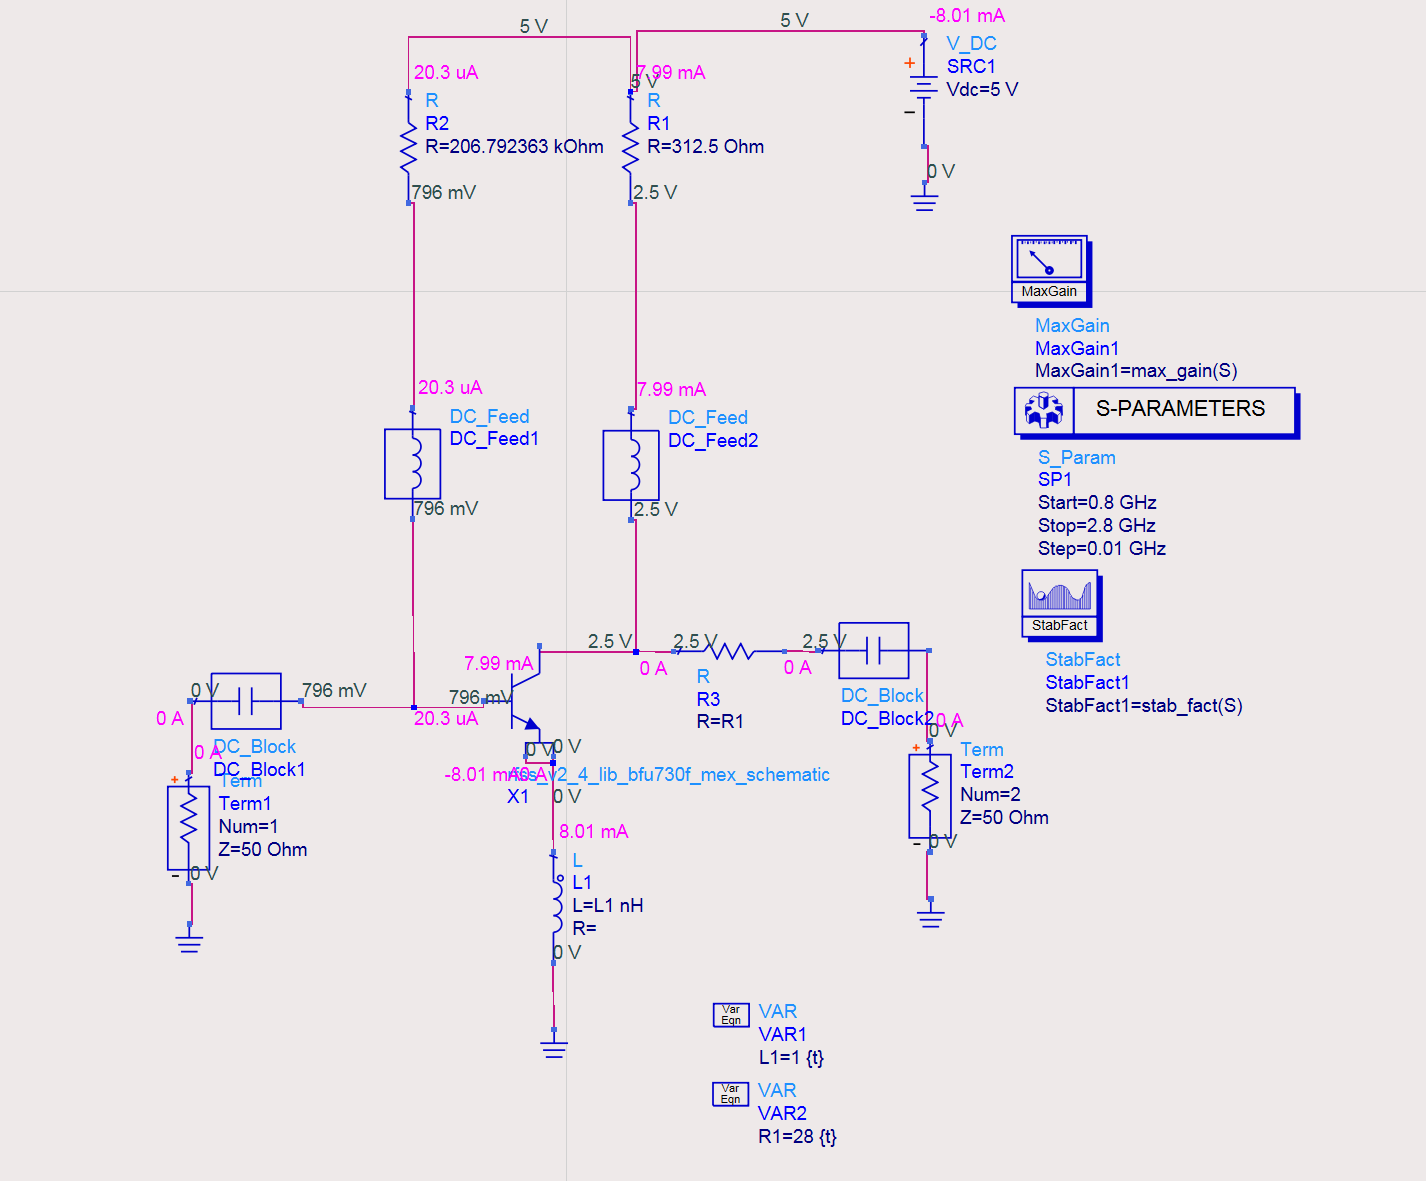 5 V
5 V
-8.01 mA
V_DC
SRC1
Vdc=5 V
+
−
0 V
20.3 uA
R
R2
R=206.792363 kOhm
796 mV
7.99 mA
5 V
R
R1
R=312.5 Ohm
2.5 V
MaxGain
MaxGain
MaxGain1
MaxGain1=max_gain(S)
S-PARAMETERS
S_Param
SP1
Start=0.8 GHz
Stop=2.8 GHz
Step=0.01 GHz
StabFact
StabFact
StabFact1
StabFact1=stab_fact(S)
20.3 uA
DC_Feed
DC_Feed1
796 mV
7.99 mA
DC_Feed
DC_Feed2
2.5 V
2.5 V
2.5 V
2.5 V
7.99 mA
0 A
0 A
R
R3
R=R1
DC_Block
DC_Block2
0 A
0 V
0 V
796 mV
796 mV
20.3 uA
0 A
0 A
DC_Block
DC_Block1
+
Term
Term1
Num=1
Z=50 Ohm
−
0 V
0 V
0 V
-8.01 mA
0 A
_v2_4_lib_bfu730f_mex_schematic
X1
0 V
8.01 mA
L
L1
L=L1 nH
R=
0 V
+
Term
Term2
Num=2
Z=50 Ohm
−
0 V
Var
Eqn
VAR
VAR1
L1=1 {t}
Var
Eqn
VAR
VAR2
R1=28 {t}